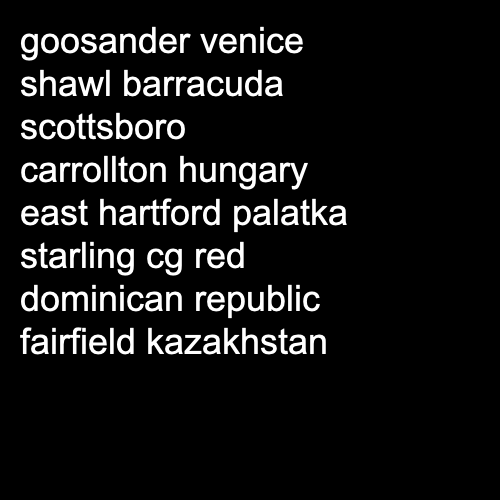 goosander venice
shawl barracuda
scottsboro
carrollton hungary
east hartford palatka
starling cg red
dominican republic
fairfield kazakhstan